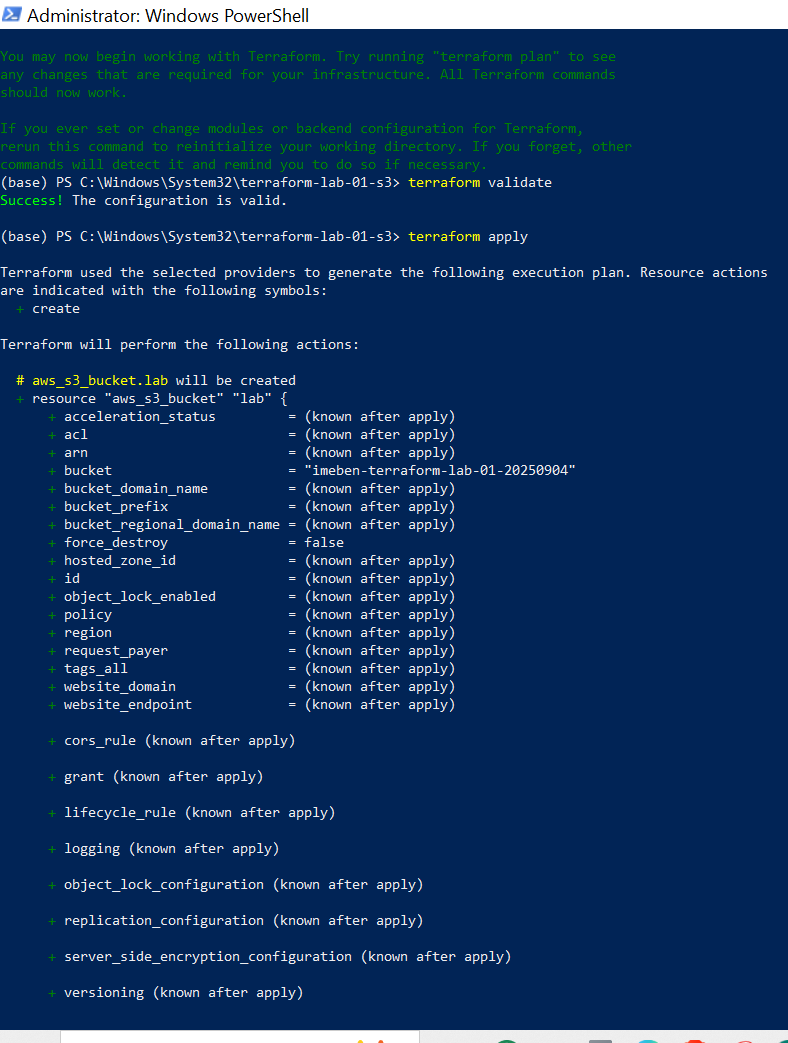 Administrator: Windows PowerShell
You may now begin working with Terraform. Try running "terraform plan" to see
any changes that are required for your infrastructure. All Terraform commands
should now work.
If you ever set or change modules or backend configuration for Terraform,
rerun this command to reinitialize your working directory. If you forget, other
commands will detect it and remind you to do so if necessary.
(base) PS C:\Windows\System32\terraform-lab-01-s3> terraform validate
Success! The configuration is valid.
(base) PS C:\Windows\System32\terraform-lab-01-s3> terraform apply
Terraform used the selected providers to generate the following execution plan. Resource actions
are indicated with the following symbols:
+ create
Terraform will perform the following actions:
# aws_s3_bucket.lab will be created
+ resource "aws_s3_bucket" "lab" {
+ acceleration_status = (known after apply)
+ acl = (known after apply)
+ arn = (known after apply)
+ bucket = "imeben-terraform-lab-01-20250904"
+ bucket_domain_name = (known after apply)
+ bucket_prefix = (known after apply)
+ bucket_regional_domain_name = (known after apply)
+ force_destroy = false
+ hosted_zone_id = (known after apply)
+ id = (known after apply)
+ object_lock_enabled = (known after apply)
+ policy = (known after apply)
+ region = (known after apply)
+ request_payer = (known after apply)
+ tags_all = (known after apply)
+ website_domain = (known after apply)
+ website_endpoint = (known after apply)
+ cors_rule (known after apply)
+ grant (known after apply)
+ lifecycle_rule (known after apply)
+ logging (known after apply)
+ object_lock_configuration (known after apply)
+ replication_configuration (known after apply)
+ server_side_encryption_configuration (known after apply)
+ versioning (known after apply)